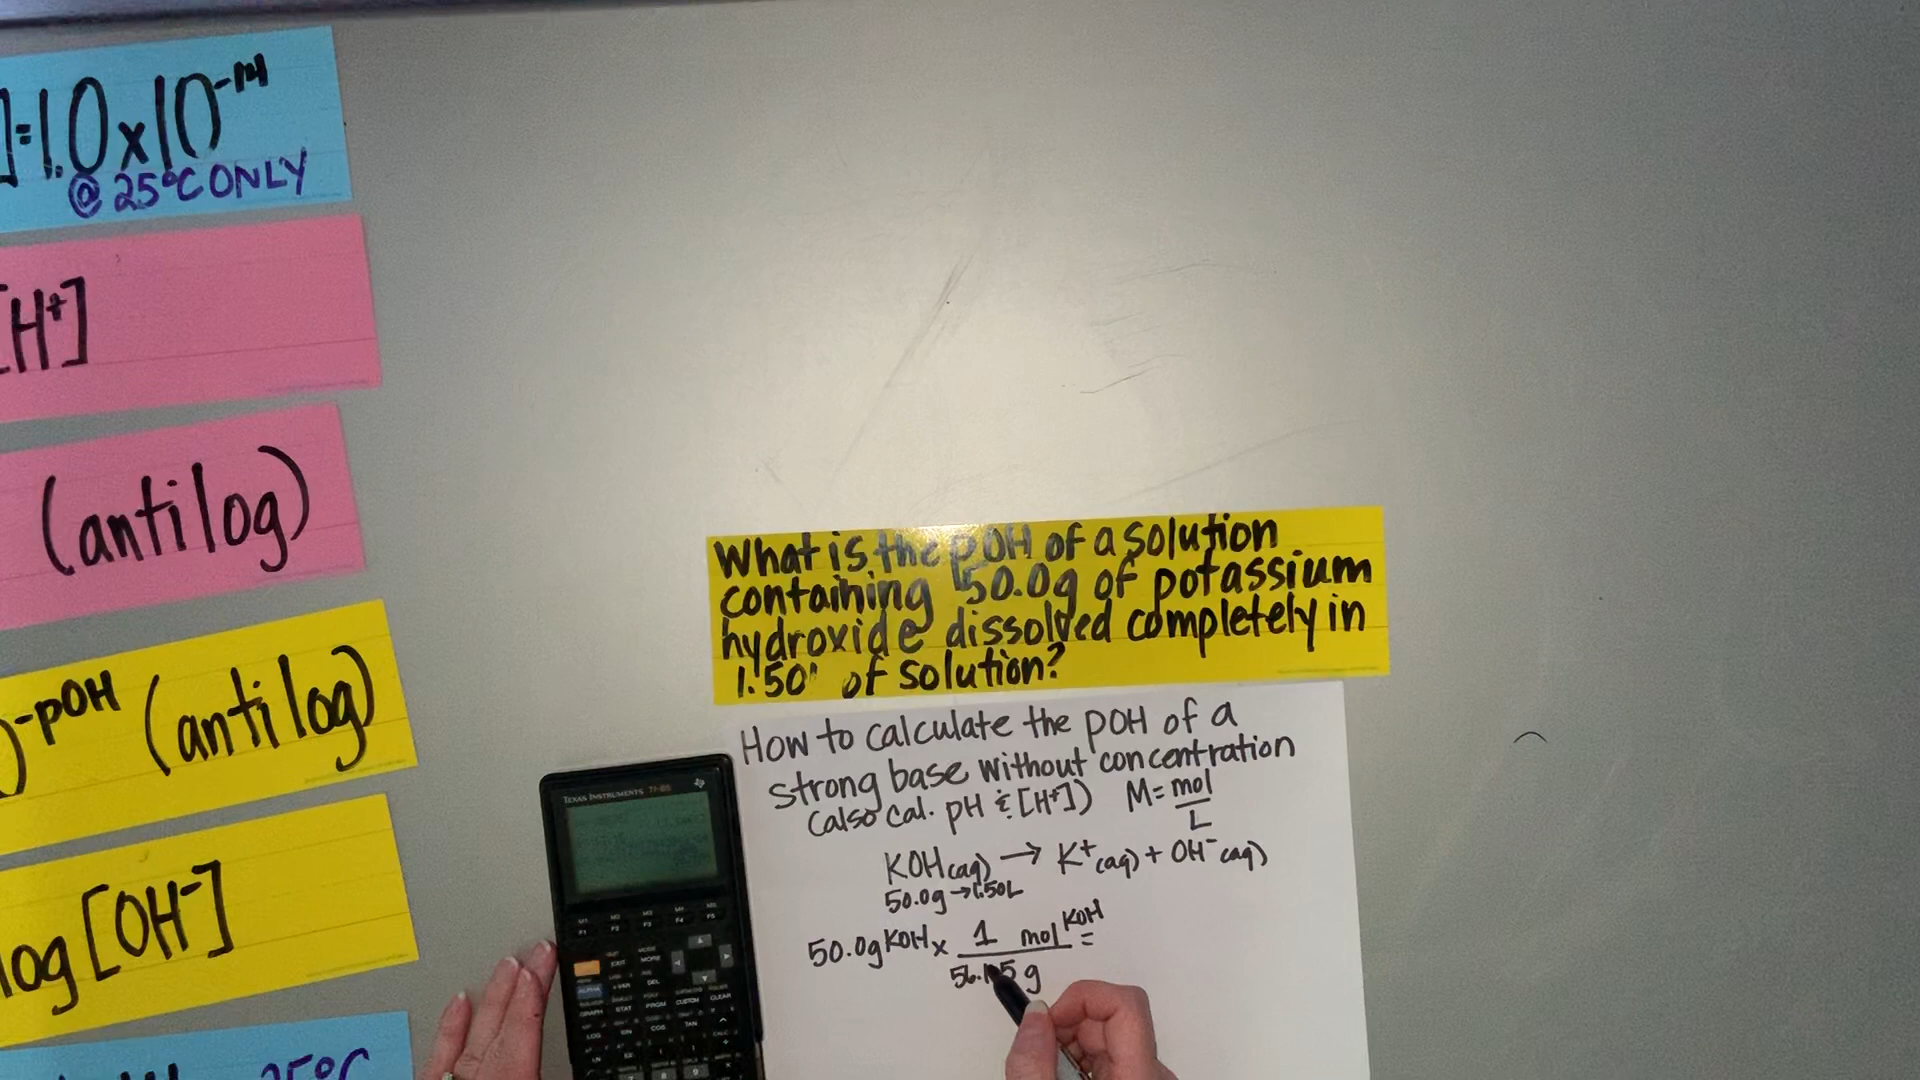 ]=1.0x10-14
@ 25°C ONLY
[H+]
(antilog)
)-pOH (antilog)
log [OH-]
25°C
What is the pOH of a solution
containing 50.0g of potassium
hydroxide dissolved completely in
1.50 of solution?
How to calculate the pOH of a
strong base without concentration
(also cal. pH & [H+]) M= mol
L
KOH(aq) → K+(aq) + OH-(aq)
50.0g → 1.50L
50.0g KOH x 1 mol KOH =
g
TEXAS INSTRUMENTS TI-85